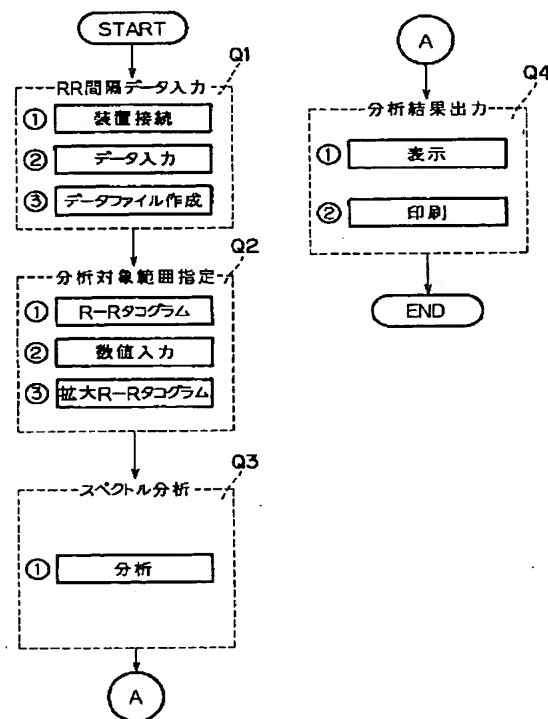 START
Q1
RR間隔データ入力
① 装置接続
② データ入力
③ データファイル作成
Q2
分析対象範囲指定
① R-Rタコグラム
② 数値入力
③ 拡大R-Rタコグラム
Q3
スペクトル分析
① 分析
A
A
Q4
分析結果出力
① 表示
② 印刷
END